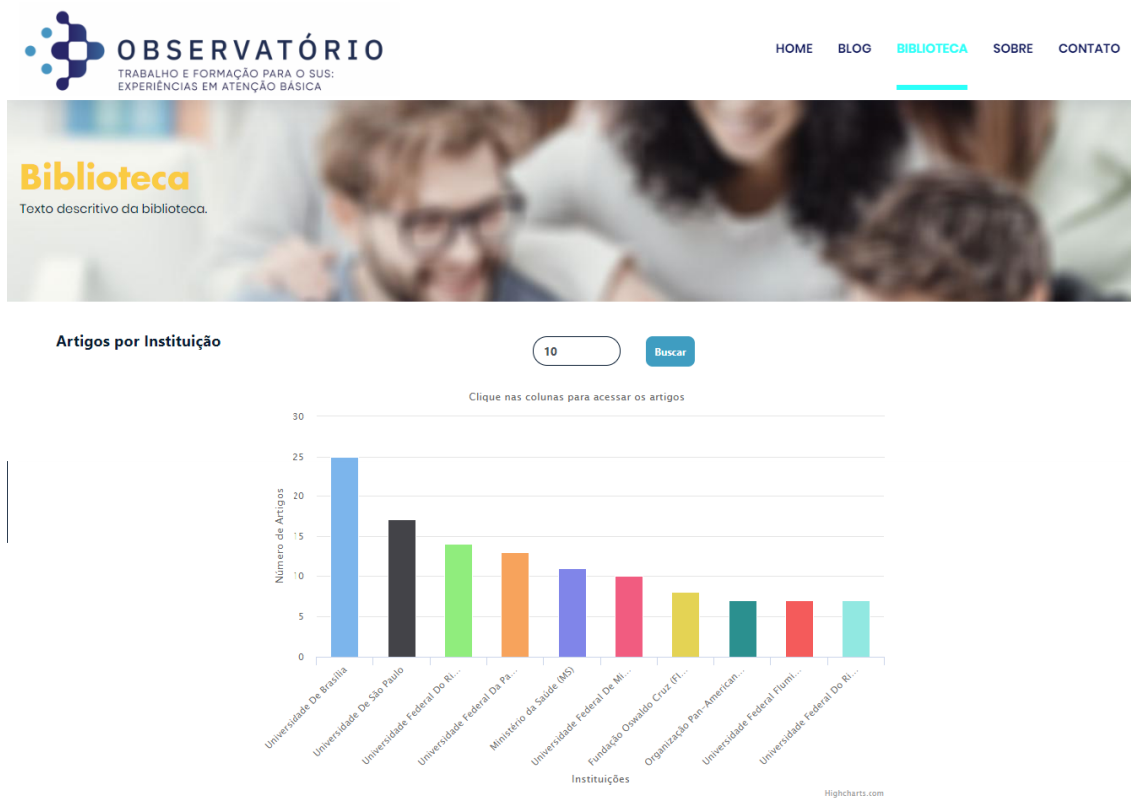 OBSERVATÓRIO
TRABALHO E FORMAÇÃO PARA O SUS:
EXPERIÊNCIAS EM ATENÇÃO BÁSICA
HOME BLOG BIBLIOTECA SOBRE CONTATO
Biblioteca
Texto descritivo da biblioteca.
Artigos por Instituição
10
Buscar
Clique nas colunas para acessar os artigos
Número de Artigos
30
25
20
15
10
5
0
Universidade De Brasília
Universidade De São Paulo
Universidade Federal Do Ri...
Universidade Federal Da Pa...
Ministério da Saúde (MS)
Universidade Federal De Mi...
Fundação Oswaldo Cruz (FI...
Organização Pan-American...
Universidade Federal Flumi...
Universidade Federal Do Ri...
Instituições
Highcharts.com